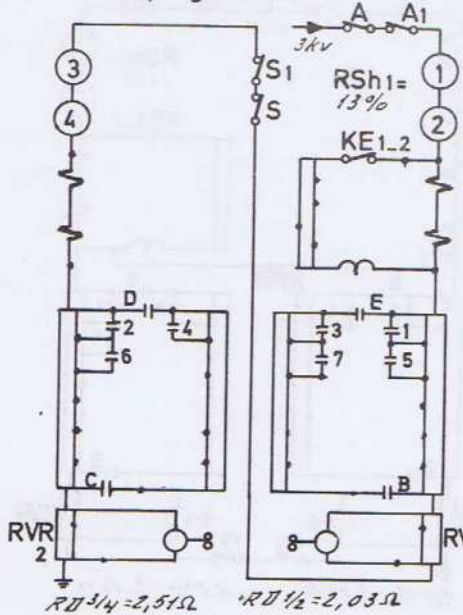 A A1
3kv
3
S1
1
RSh1=
13%
4
S
2
KE1-2
D
E
2 4
3 1
6
7 5
C
B
RVR
2
8
8
RV
RD 3/4=2,51Ω
RD 1/2=2,03Ω